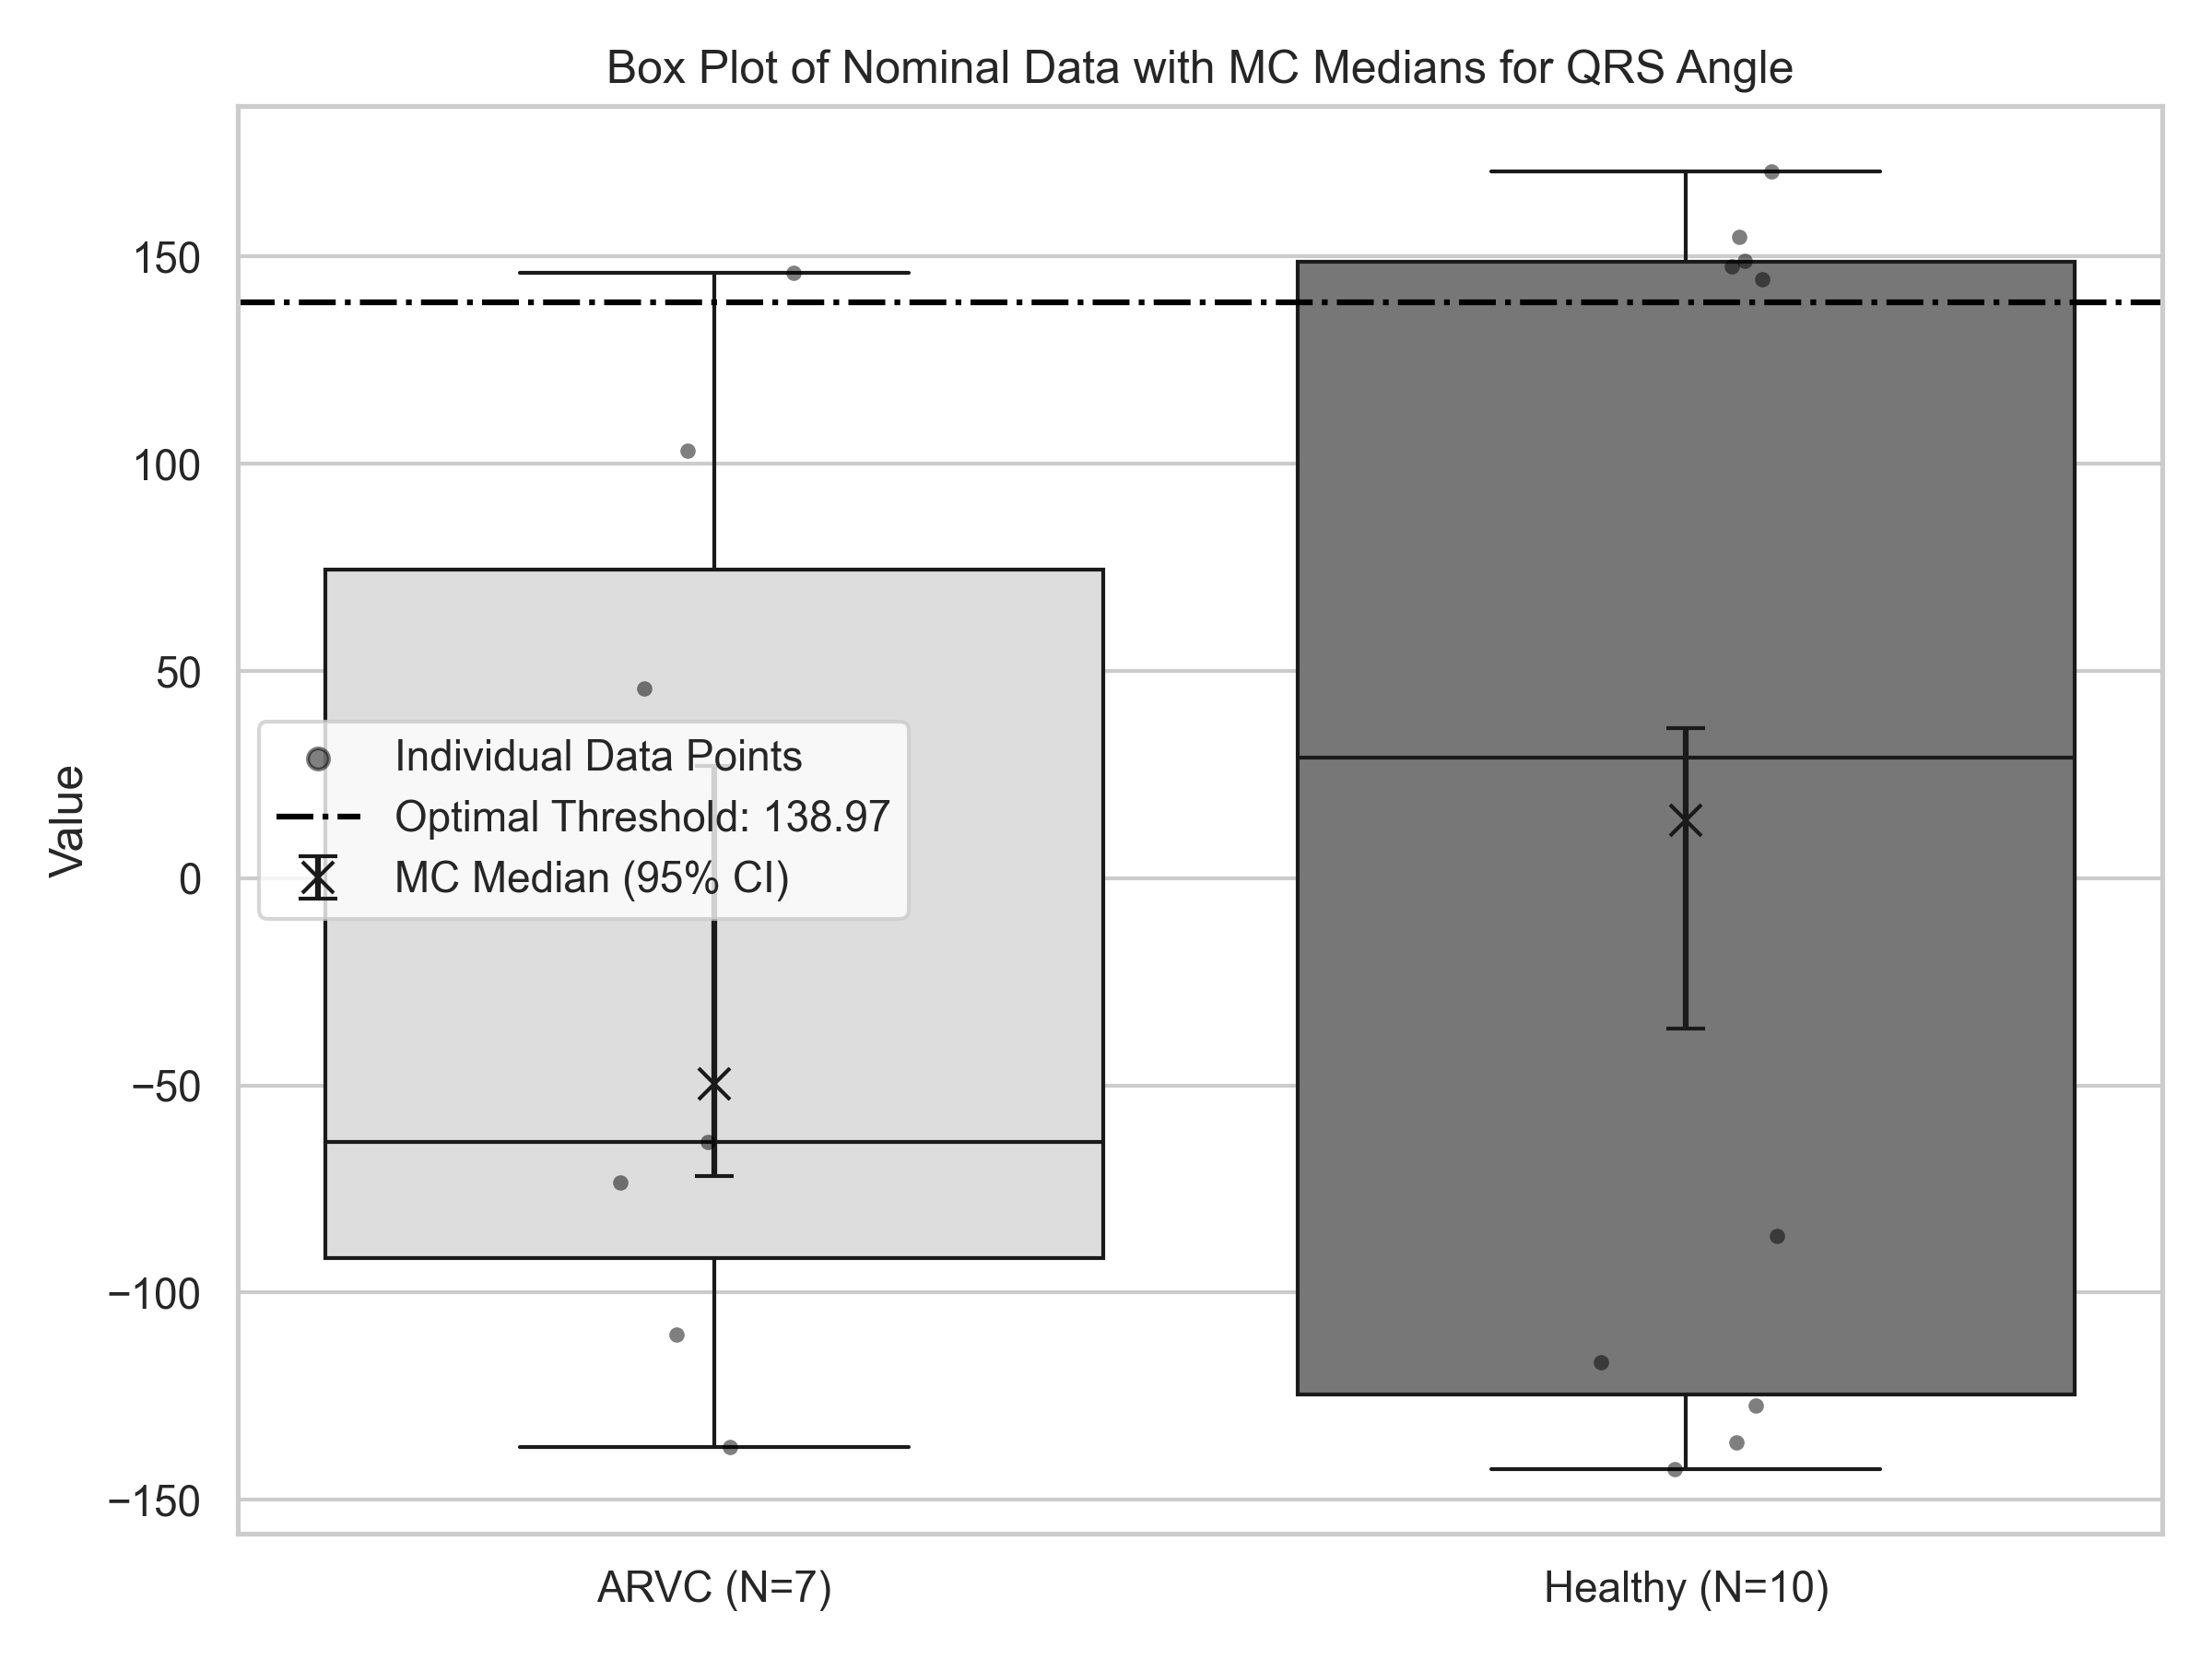 Box Plot of Nominal Data with MC Medians for QRS Angle
Value
150
100
50
0
−50
−100
−150
Individual Data Points
Optimal Threshold: 138.97
MC Median (95% CI)
ARVC (N=7)
Healthy (N=10)